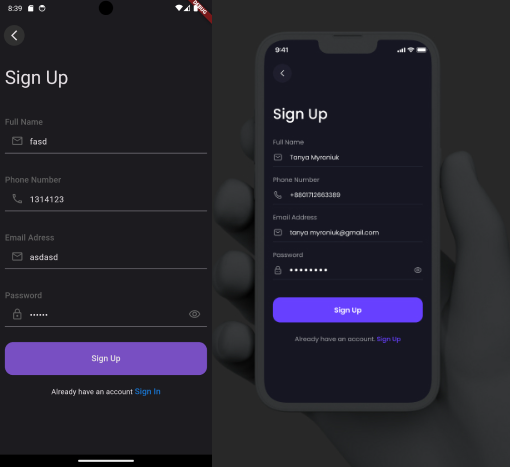 8:39
DEBUG
Sign Up
Full Name
fasd
Phone Number
1314123
Email Adress
asdasd
Password
••••••
Sign Up
Already have an account Sign In
9:41
Sign Up
Full Name
Tanya Myroniuk
Phone Number
+8801712663389
Email Address
tanya myroniuk@gmail.com
Password
••••••••
Sign Up
Already have an account. Sign Up